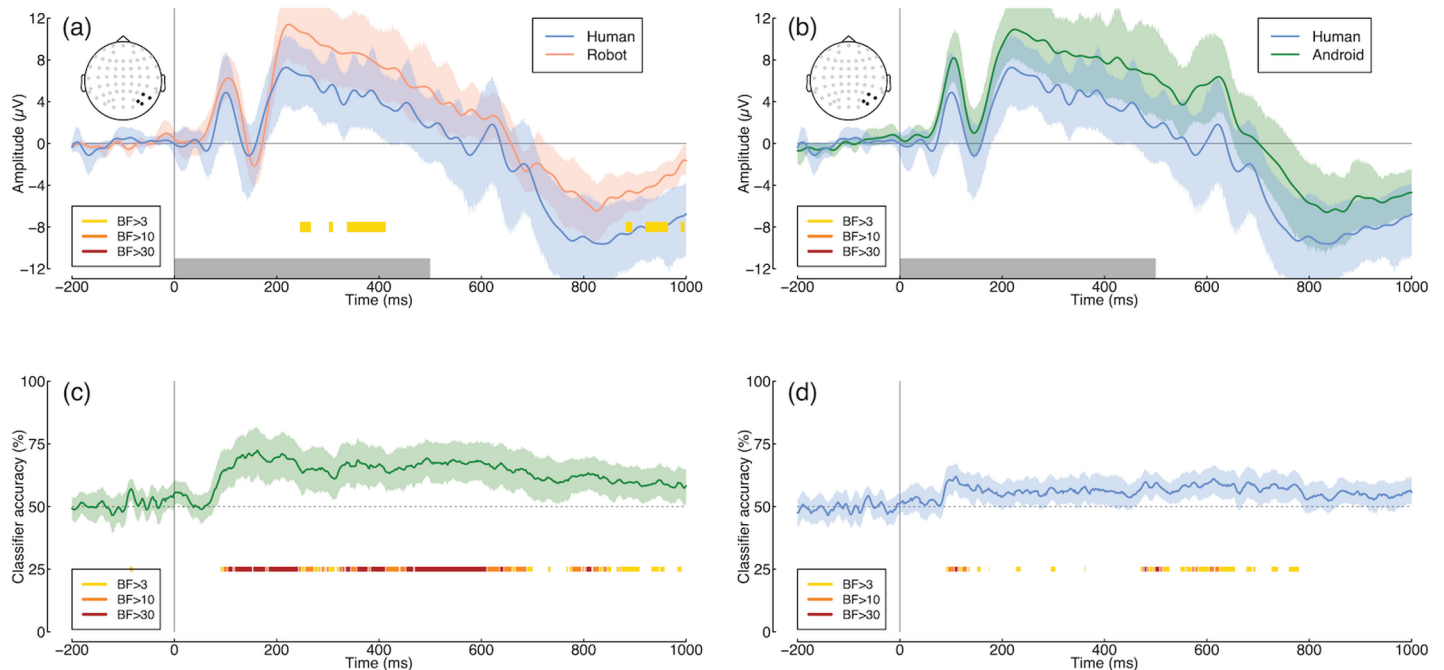 (a)
Human
Robot
12
8
4
0
−4
−8
−12
Amplitude (µV)
BF>3
BF>10
BF>30
−200
0
200
400
600
800
1000
Time (ms)
(b)
Human
Android
12
8
4
0
−4
−8
−12
Amplitude (µV)
BF>3
BF>10
BF>30
−200
0
200
400
600
800
1000
Time (ms)
(c)
100
75
50
25
0
Classifier accuracy (%)
BF>3
BF>10
BF>30
−200
0
200
400
600
800
1000
Time (ms)
(d)
100
75
50
25
0
Classifier accuracy (%)
BF>3
BF>10
BF>30
−200
0
200
400
600
800
1000
Time (ms)